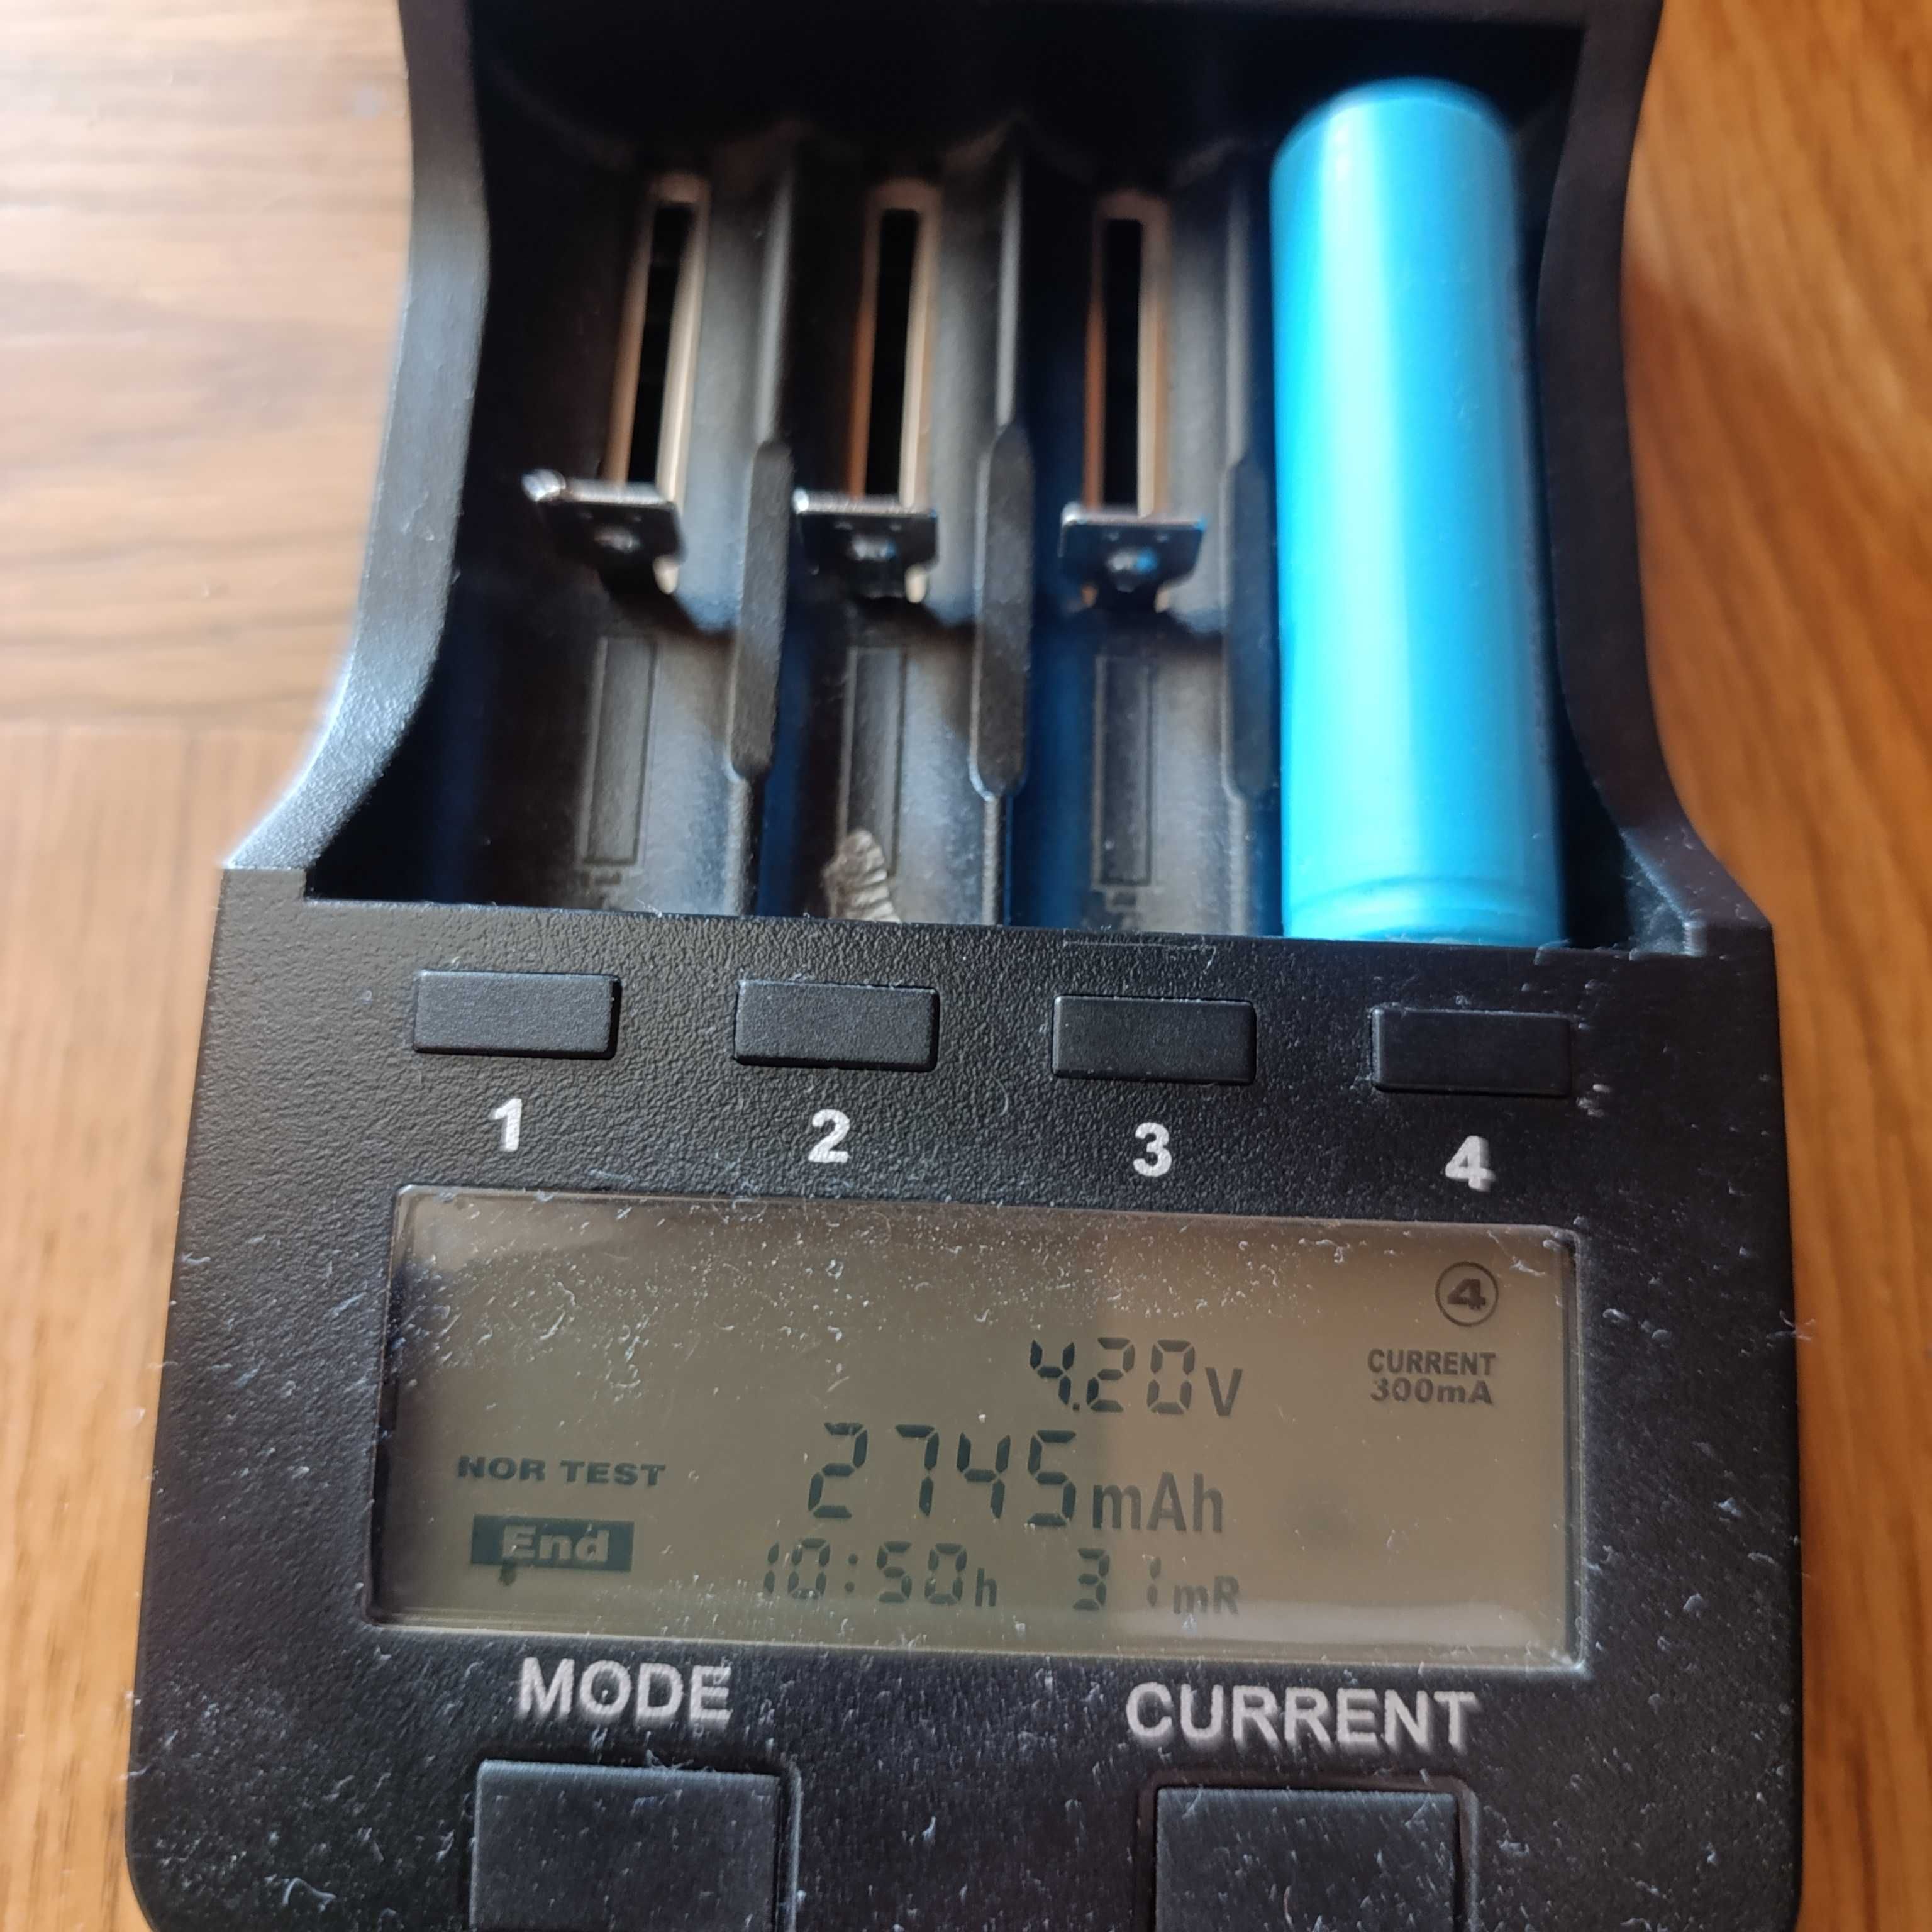 1 2 3 4
4
4.20V
CURRENT
300mA
2745mAh
NOR TEST
End
10:50h 31mR
MODE CURRENT